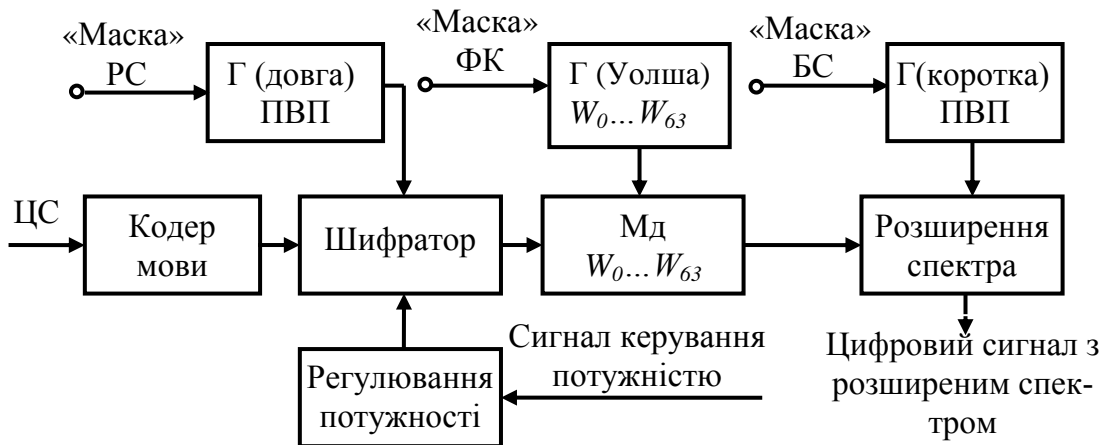 «Маска»
РС
Г (довга)
ПВП
«Маска»
ФК
Г (Уолша)
W0…W63
«Маска»
БС
Г(коротка)
ПВП
ЦС
Кодер
мови
Шифратор
Мд
W0…W63
Розширення
спектра
Регулювання
потужності
Сигнал керування
потужністю
Цифровий сигнал з
розширеним спек-
тром